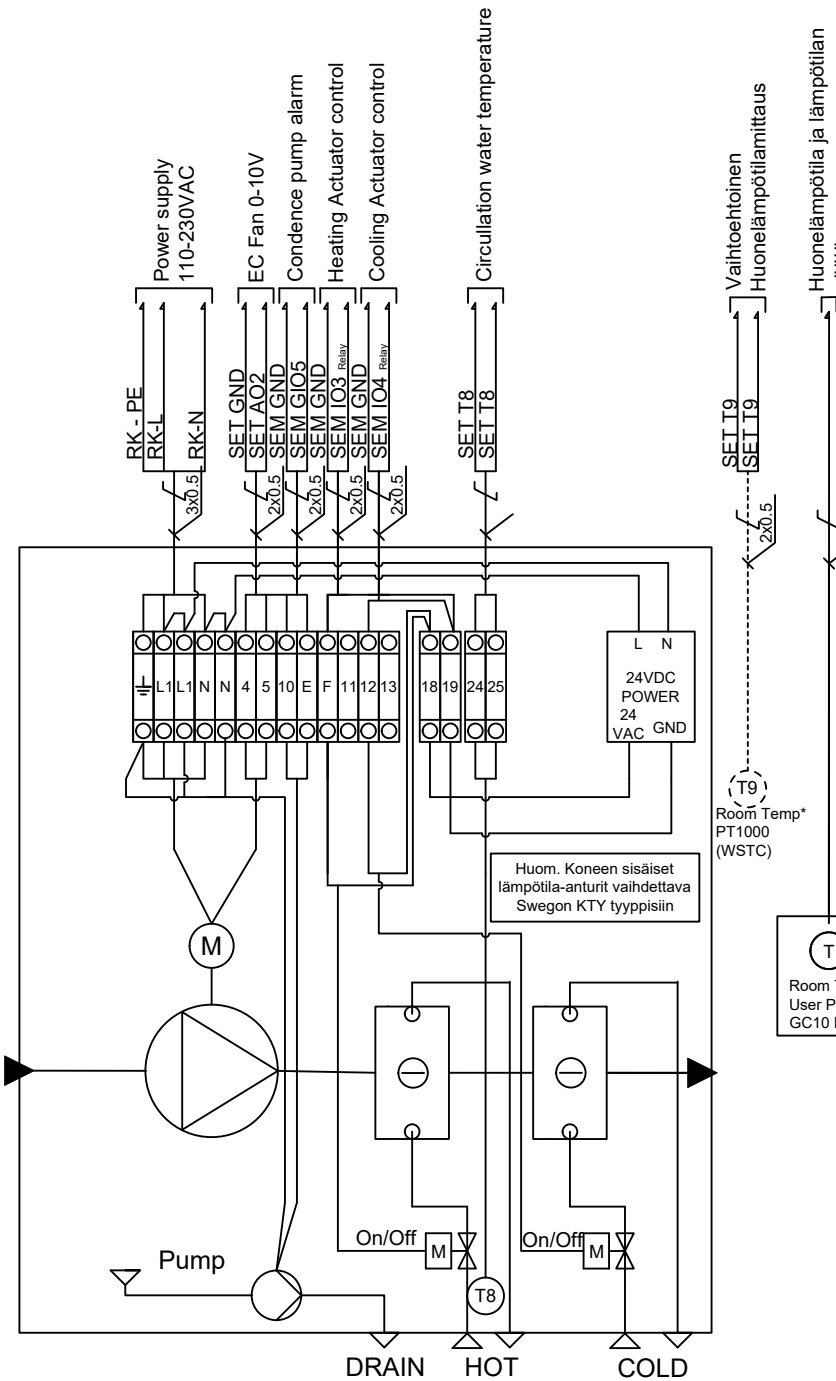 Power supply
110-230VAC
EC Fan 0-10V
Condence pump alarm
Heating Actuator control
Cooling Actuator control
Circullation water temperature
Vaihtoehtoinen
Huonelämpötilamittaus
Huonelämpötila ja lämpötilan
RK - PE
RK-L
RK-N
SET GND
SET AO2
SEM GND
SEM GIO5
SEM GND
SEM IO3 Relay
SEM GND
SEM IO4 Relay
SET T8
SET T8
SET T9
SET T9
3x0.5
2x0.5
2x0.5
2x0.5
2x0.5
2x0.5
L1 L1 N N 4 5 10 E F 11 12 13 18 19 24 25
L N
24VDC
POWER
24
VAC GND
T9
Room Temp*
PT1000
(WSTC)
Huom. Koneen sisäiset
lämpötila-anturit vaihdettava
Swegon KTY tyyppisiin
M
T
Room
User P
GC10
On/Off M
On/Off M
Pump
T8
DRAIN HOT COLD